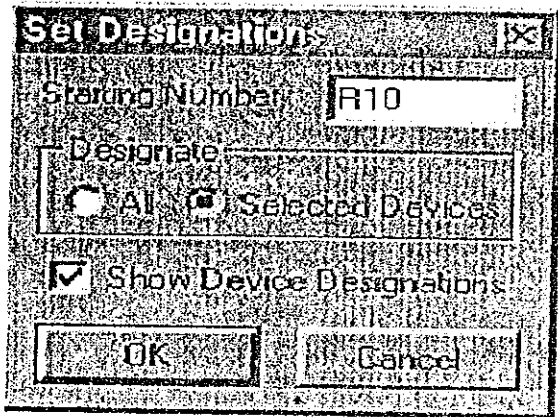 Set Designations
Starting Number R10
Designate
All Selected Devices
Show Device Designations
OK Cancel